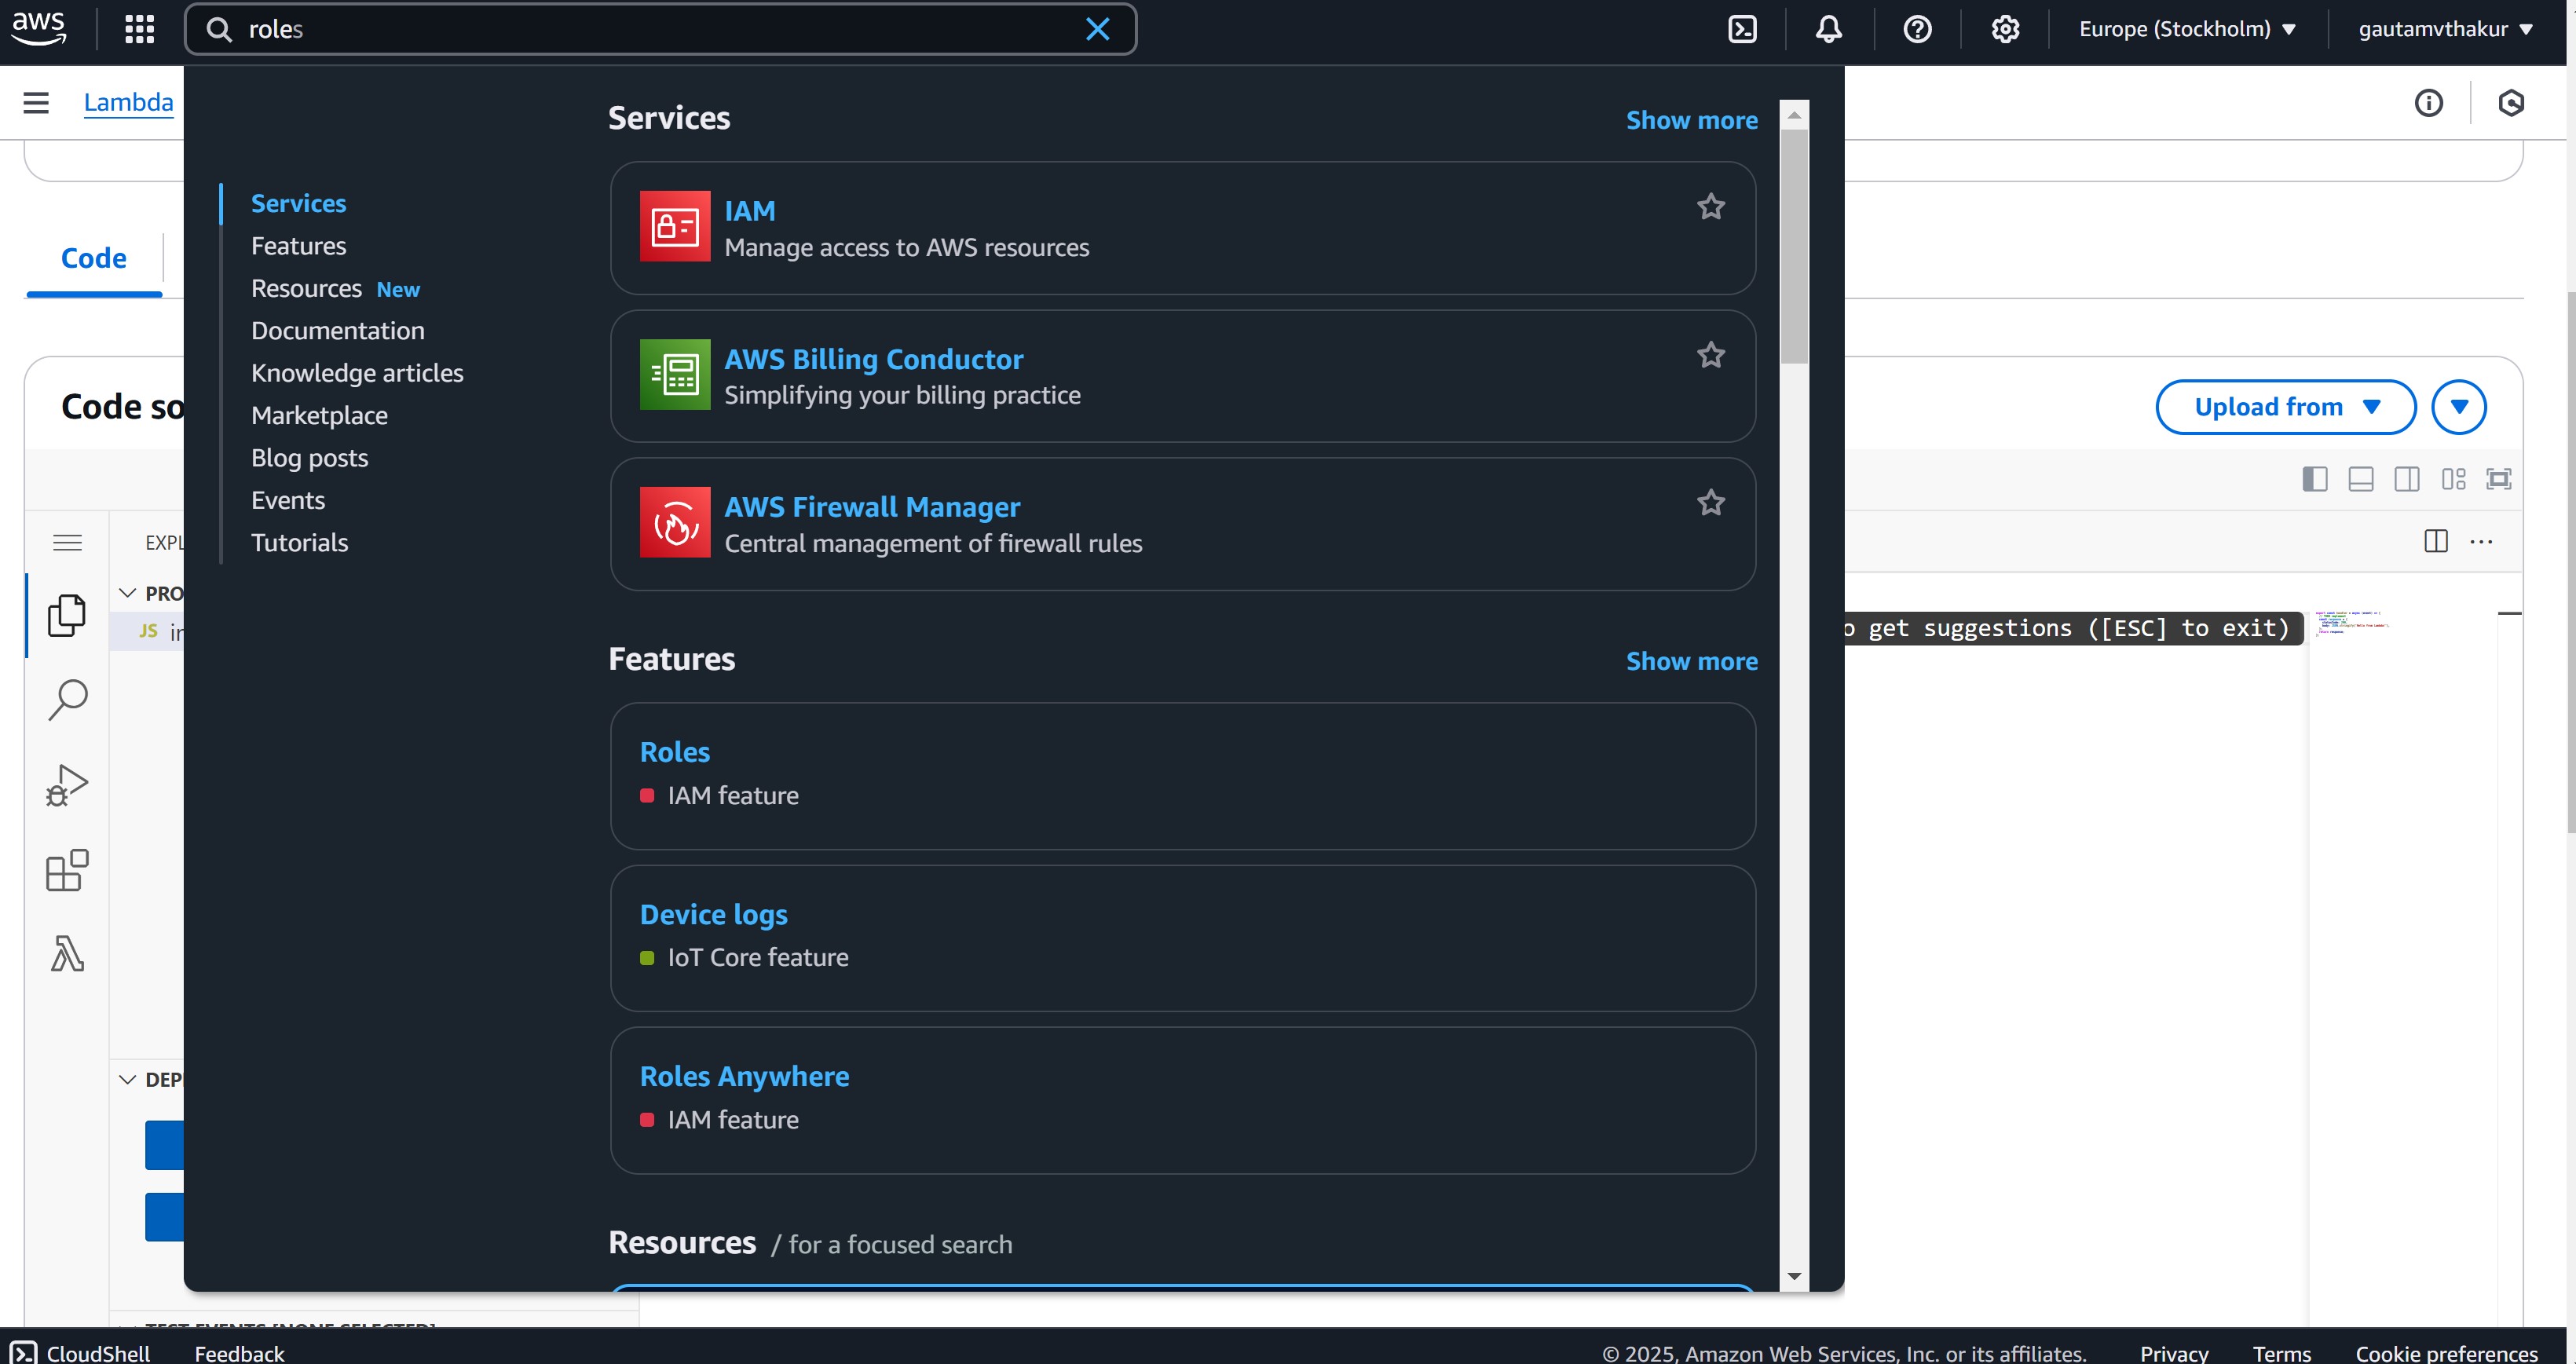 aws
roles
Europe (Stockholm)
gautamvthakur
Lambda
Services
Show more
Services
Features
Resources New
Documentation
Knowledge articles
Marketplace
Blog posts
Events
Tutorials
IAM
Manage access to AWS resources
AWS Billing Conductor
Simplifying your billing practice
AWS Firewall Manager
Central management of firewall rules
Features
Show more
Roles
IAM feature
Device logs
IoT Core feature
Roles Anywhere
IAM feature
Resources / for a focused search
Code
Code so
Upload from
EXPL
PRO
JS in
o get suggestions ([ESC] to exit)
DEP
TEST EVENTS [NONE SELECTED]
CloudShell
Feedback
© 2025, Amazon Web Services, Inc. or its affiliates.
Privacy
Terms
Cookie preferences